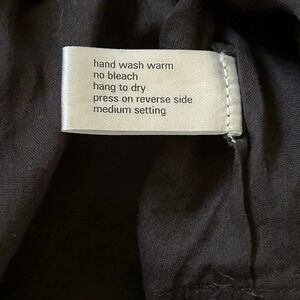 hand wash warm
no bleach
hang to dry
press on reverse side
medium setting